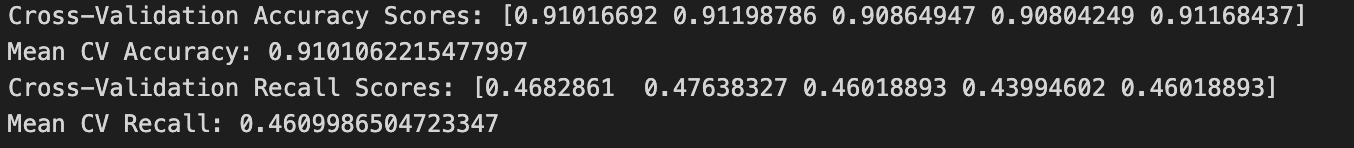 Cross-Validation Accuracy Scores: [0.91016692 0.91198786 0.90864947 0.90804249 0.91168437]
Mean CV Accuracy: 0.9101062215477997
Cross-Validation Recall Scores: [0.4682861  0.47638327 0.46018893 0.43994602 0.46018893]
Mean CV Recall: 0.4609986504723347